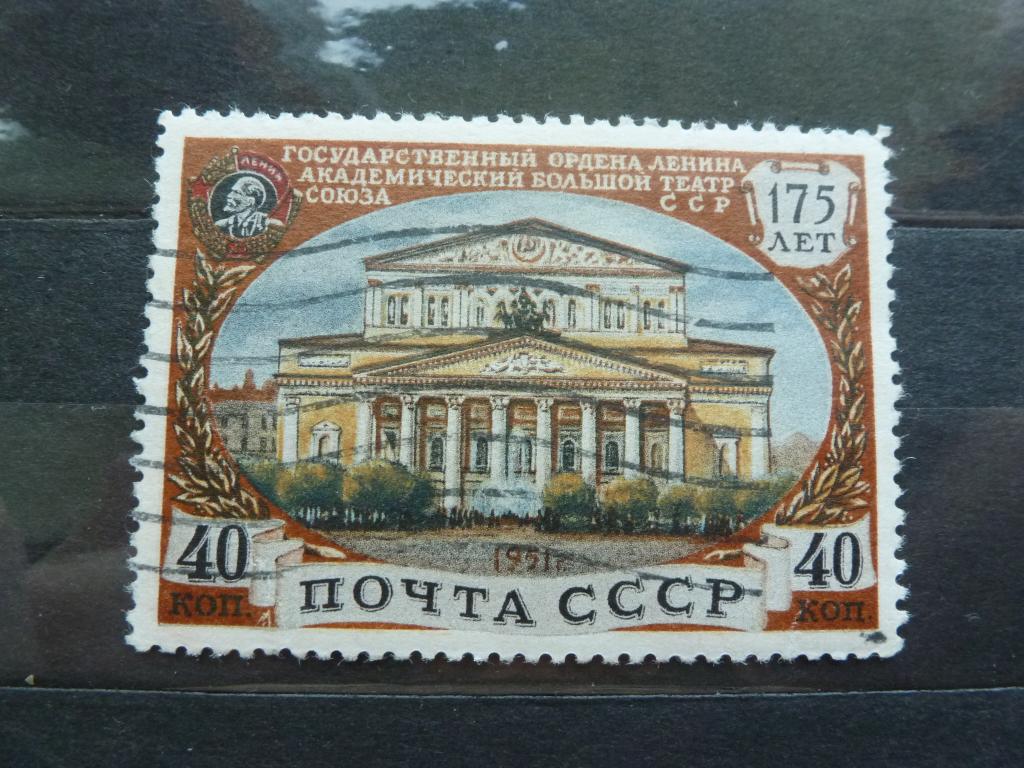 ЛЕНИН
ГОСУДАРСТВЕННЫЙ ОРДЕНА ЛЕНИНА
АКАДЕМИЧЕСКИЙ БОЛЬШОЙ ТЕАТР
СОЮЗА ССР
175
ЛЕТ
1951г.
40
КОП.
ПОЧТА СССР
40
КОП.